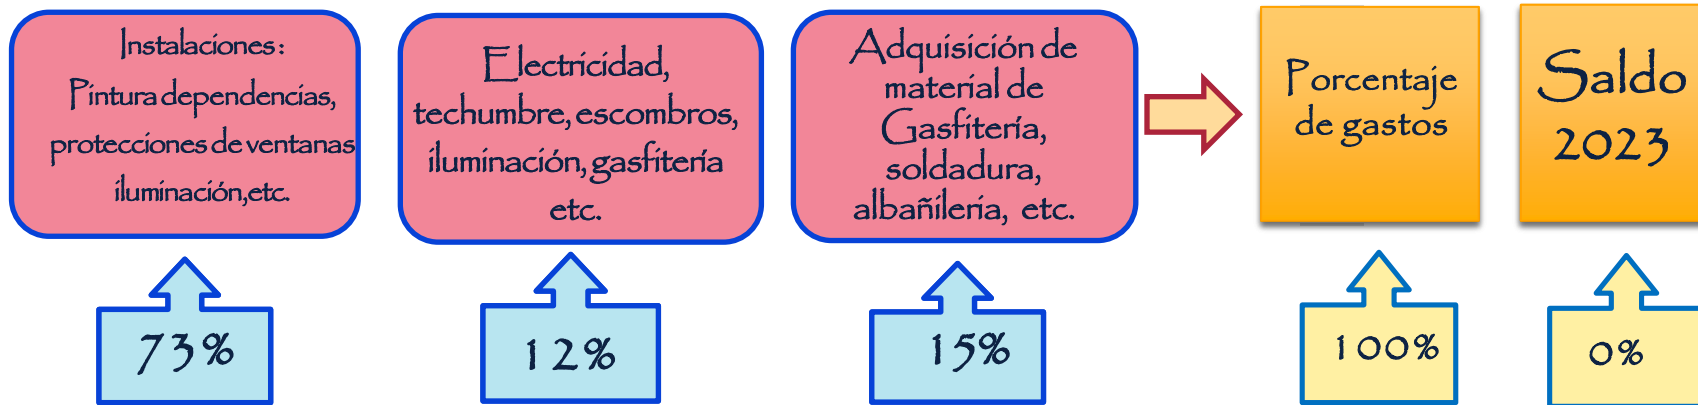 Instalaciones :
Pintura dependencias,
protecciones de ventanas
iluminación,etc.
Electricidad,
techumbre, escombros,
iluminación, gasfitería
etc.
Adquisición de
material de
Gasfitería,
soldadura,
albañileria, etc.
Porcentaje
de gastos
Saldo
2023
73%
12%
15%
100%
0%